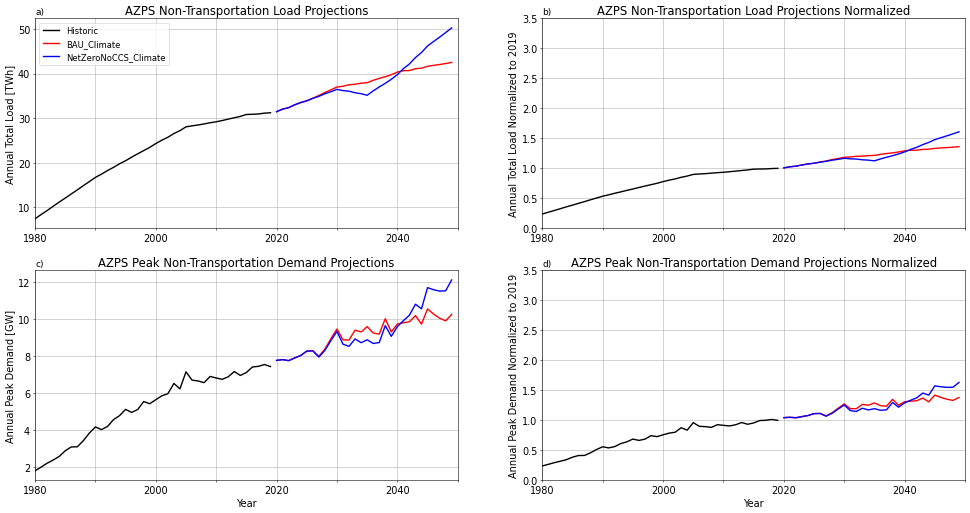 a)
AZPS Non-Transportation Load Projections
Annual Total Load [TWh]
50
40
30
20
10
Historic
BAU_Climate
NetZeroNoCCS_Climate
1980
2000
2020
2040
b)
AZPS Non-Transportation Load Projections Normalized
Annual Total Load Normalized to 2019
3.5
3.0
2.5
2.0
1.5
1.0
0.5
0.0
1980
2000
2020
2040
c)
AZPS Peak Non-Transportation Demand Projections
Annual Peak Demand [GW]
12
10
8
6
4
2
1980
2000
2020
2040
Year
d)
AZPS Peak Non-Transportation Demand Projections Normalized
Annual Peak Demand Normalized to 2019
3.5
3.0
2.5
2.0
1.5
1.0
0.5
0.0
1980
2000
2020
2040
Year